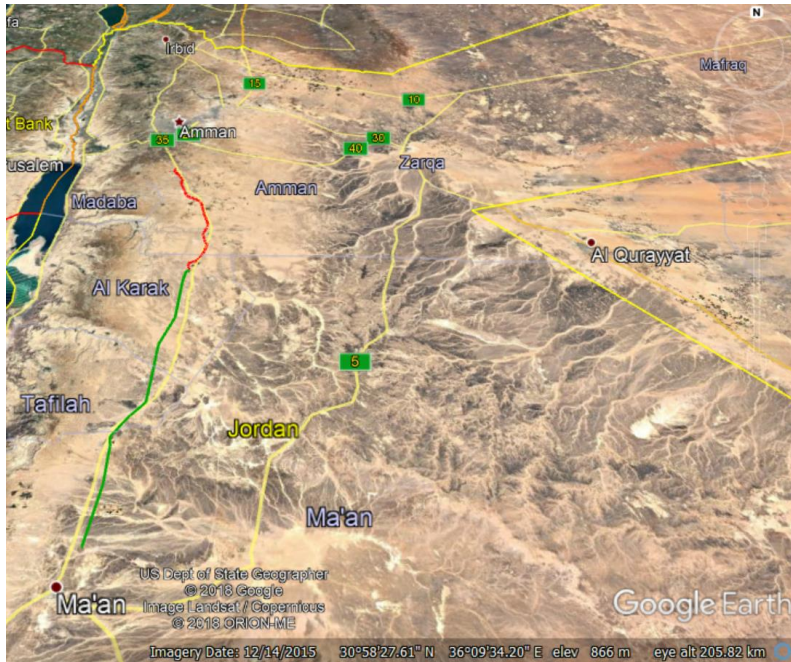 fa
N
Irbid
Mafraq
15
10
t Bank
Amman
35
30
40
Zarqa
rusalem
Amman
Madaba
Al Qurayyat
Al Karak
5
Tafilah
Jordan
Ma'an
US Dept of State Geographer
© 2018 Google
Image Landsat / Copernicus
© 2018 ORION-ME
Ma'an
Google Earth
Imagery Date: 12/14/2015 30°58'27.61" N 36°09'34.20" E elev 866 m eye alt 205.82 km